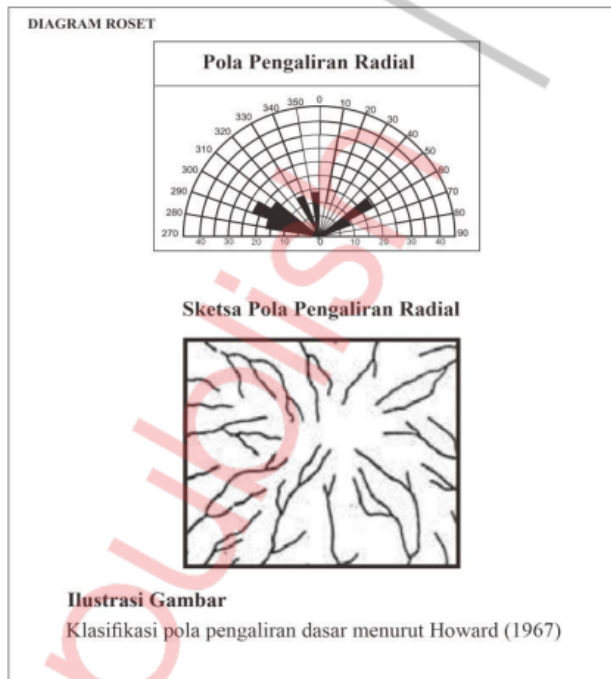 DIAGRAM ROSET
Pola Pengaliran Radial
270 280 290 300 310 320 330 340 350 0 10 20 30 40 50 60 70 80 90
40 30 20 10 0 10 20 30 40
Sketsa Pola Pengaliran Radial
Ilustrasi Gambar
Klasifikasi pola pengaliran dasar menurut Howard (1967)
publish